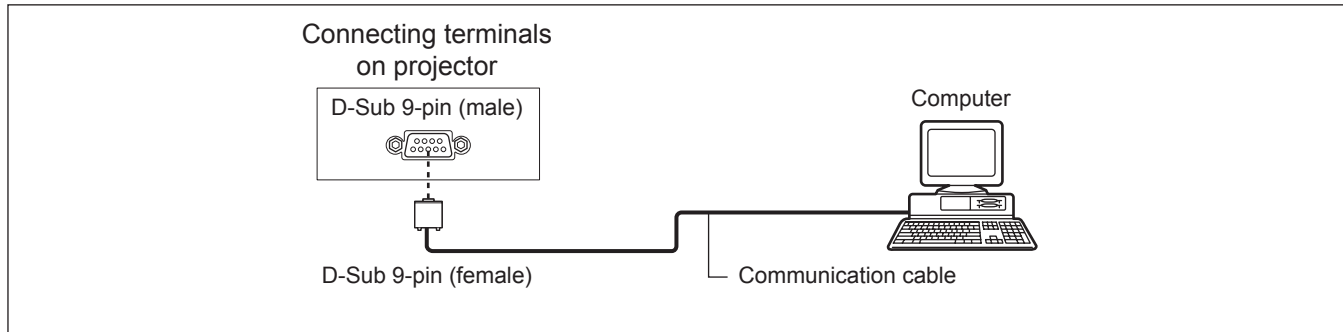 Connecting terminals
on projector
D-Sub 9-pin (male)
Computer
D-Sub 9-pin (female)
Communication cable